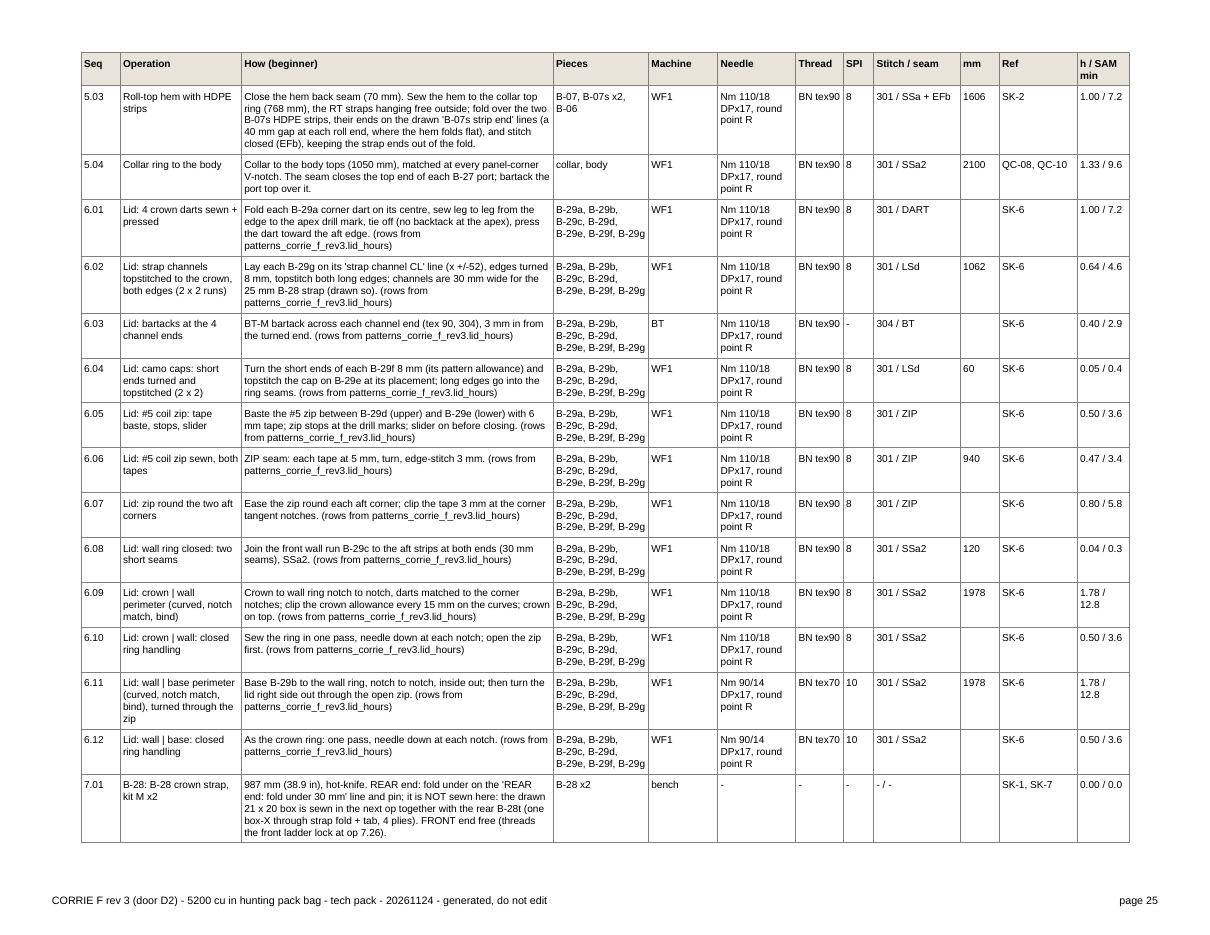 Seq Operation How (beginner) Pieces Machine Needle Thread SPI Stitch / seam mm Ref h / SAM
min
5.03 Roll-top hem with HDPE Close the hem back seam (70 mm). Sew the hem to the collar top B-07, B-07s x2, WF1 Nm 110/18 BN tex90 8 301 / SSa + EFb 1606 SK-2 1.00 / 7.2
strips ring (768 mm), the RT straps hanging free outside; fold over the two B-06 DPx17, round
B-07s HDPE strips, their ends on the drawn 'B-07s strip end' lines (a point R
40 mm gap at each roll end, where the hem folds flat), and stitch
closed (EFb), keeping the strap ends out of the fold.
5.04 Collar ring to the body Collar to the body tops (1050 mm), matched at every panel-corner collar, body WF1 Nm 110/18 BN tex90 8 301 / SSa2 2100 QC-08, QC-10 1.33 / 9.6
V-notch. The seam closes the top end of each B-27 port; bartack the DPx17, round
port top over it. point R
6.01 Lid: 4 crown darts sewn + Fold each B-29a corner dart on its centre, sew leg to leg from the B-29a, B-29b, WF1 Nm 110/18 BN tex90 8 301 / DART SK-6 1.00 / 7.2
pressed edge to the apex drill mark, tie off (no backtack at the apex), press B-29c, B-29d, DPx17, round
the dart toward the aft edge. (rows from B-29e, B-29f, B-29g point R
patterns_corrie_f_rev3.lid_hours)
6.02 Lid: strap channels Lay each B-29g on its 'strap channel CL' line (x +/-52), edges turned B-29a, B-29b, WF1 Nm 110/18 BN tex90 8 301 / LSd 1062 SK-6 0.64 / 4.6
topstitched to the crown, 8 mm, topstitch both long edges; channels are 30 mm wide for the B-29c, B-29d, DPx17, round
both edges (2 x 2 runs) 25 mm B-28 strap (drawn so). (rows from B-29e, B-29f, B-29g point R
patterns_corrie_f_rev3.lid_hours)
6.03 Lid: bartacks at the 4 BT-M bartack across each channel end (tex 90, 304), 3 mm in from B-29a, B-29b, BT Nm 110/18 BN tex90 - 304 / BT SK-6 0.40 / 2.9
channel ends the turned end. (rows from patterns_corrie_f_rev3.lid_hours) B-29c, B-29d, DPx17, round
B-29e, B-29f, B-29g point R
6.04 Lid: camo caps: short Turn the short ends of each B-29f 8 mm (its pattern allowance) and B-29a, B-29b, WF1 Nm 110/18 BN tex90 8 301 / LSd 60 SK-6 0.05 / 0.4
ends turned and topstitch the cap on B-29e at its placement; long edges go into the B-29c, B-29d, DPx17, round
topstitched (2 x 2) ring seams. (rows from patterns_corrie_f_rev3.lid_hours) B-29e, B-29f, B-29g point R
6.05 Lid: #5 coil zip: tape Baste the #5 zip between B-29d (upper) and B-29e (lower) with 6 B-29a, B-29b, WF1 Nm 110/18 BN tex90 8 301 / ZIP SK-6 0.50 / 3.6
baste, stops, slider mm tape; zip stops at the drill marks; slider on before closing. (rows B-29c, B-29d, DPx17, round
from patterns_corrie_f_rev3.lid_hours) B-29e, B-29f, B-29g point R
6.06 Lid: #5 coil zip sewn, both ZIP seam: each tape at 5 mm, turn, edge-stitch 3 mm. (rows from B-29a, B-29b, WF1 Nm 110/18 BN tex90 8 301 / ZIP 940 SK-6 0.47 / 3.4
tapes patterns_corrie_f_rev3.lid_hours) B-29c, B-29d, DPx17, round
B-29e, B-29f, B-29g point R
6.07 Lid: zip round the two aft Ease the zip round each aft corner; clip the tape 3 mm at the corner B-29a, B-29b, WF1 Nm 110/18 BN tex90 8 301 / ZIP SK-6 0.80 / 5.8
corners tangent notches. (rows from patterns_corrie_f_rev3.lid_hours) B-29c, B-29d, DPx17, round
B-29e, B-29f, B-29g point R
6.08 Lid: wall ring closed: two Join the front wall run B-29c to the aft strips at both ends (30 mm B-29a, B-29b, WF1 Nm 110/18 BN tex90 8 301 / SSa2 120 SK-6 0.04 / 0.3
short seams seams), SSa2. (rows from patterns_corrie_f_rev3.lid_hours) B-29c, B-29d, DPx17, round
B-29e, B-29f, B-29g point R
6.09 Lid: crown | wall Crown to wall ring notch to notch, darts matched to the corner B-29a, B-29b, WF1 Nm 110/18 BN tex90 8 301 / SSa2 1978 SK-6 1.78 /
perimeter (curved, notch notches; clip the crown allowance every 15 mm on the curves; crown B-29c, B-29d, DPx17, round 12.8
match, bind) on top. (rows from patterns_corrie_f_rev3.lid_hours) B-29e, B-29f, B-29g point R
6.10 Lid: crown | wall: closed Sew the ring in one pass, needle down at each notch; open the zip B-29a, B-29b, WF1 Nm 110/18 BN tex90 8 301 / SSa2 SK-6 0.50 / 3.6
ring handling first. (rows from patterns_corrie_f_rev3.lid_hours) B-29c, B-29d, DPx17, round
B-29e, B-29f, B-29g point R
6.11 Lid: wall | base perimeter Base B-29b to the wall ring, notch to notch, inside out; then turn the B-29a, B-29b, WF1 Nm 90/14 BN tex70 10 301 / SSa2 1978 SK-6 1.78 /
(curved, notch match, lid right side out through the open zip. (rows from B-29c, B-29d, DPx17, round 12.8
bind), turned through the patterns_corrie_f_rev3.lid_hours) B-29e, B-29f, B-29g point R
zip
6.12 Lid: wall | base: closed As the crown ring: one pass, needle down at each notch. (rows from B-29a, B-29b, WF1 Nm 90/14 BN tex70 10 301 / SSa2 SK-6 0.50 / 3.6
ring handling patterns_corrie_f_rev3.lid_hours) B-29c, B-29d, DPx17, round
B-29e, B-29f, B-29g point R
7.01 B-28: B-28 crown strap, 987 mm (38.9 in), hot-knife. REAR end: fold under on the 'REAR B-28 x2 bench - - - - / - SK-1, SK-7 0.00 / 0.0
kit M x2 end: fold under 30 mm' line and pin; it is NOT sewn here: the drawn
21 x 20 box is sewn in the next op together with the rear B-28t (one
box-X through strap fold + tab, 4 plies). FRONT end free (threads
the front ladder lock at op 7.26).
CORRIE F rev 3 (door D2) - 5200 cu in hunting pack bag - tech pack - 20261124 - generated, do not edit page 25